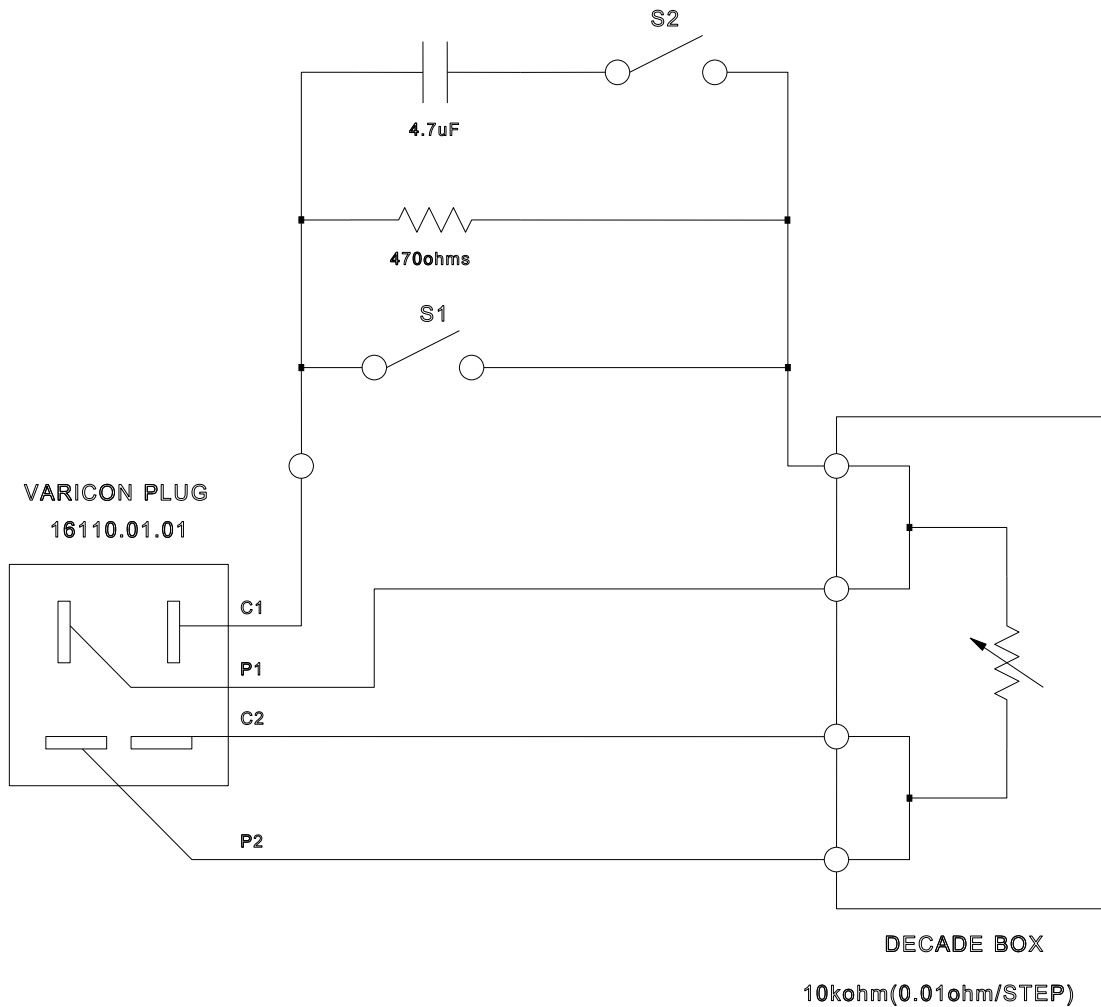 S2
4.7uF
470ohms
S1
VARICON PLUG
16110.01.01
C1
P1
C2
P2
DECADE BOX
10kohm(0.01ohm/STEP)